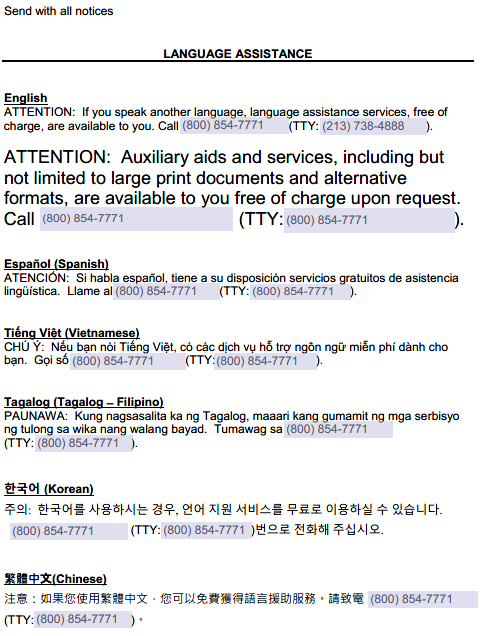 Send with all notices
LANGUAGE ASSISTANCE
English
ATTENTION: If you speak another language, language assistance services, free of
charge, are available to you. Call (800) 854-7771 (TTY: (213) 738-4888 ).
ATTENTION: Auxiliary aids and services, including but
not limited to large print documents and alternative
formats, are available to you free of charge upon request.
Call (800) 854-7771 (TTY: (800) 854-7771 ).
Español (Spanish)
ATENCIÓN: Si habla español, tiene a su disposición servicios gratuitos de asistencia
lingüística. Llame al (800) 854-7771 (TTY: (800) 854-7771 ).
Tiếng Việt (Vietnamese)
CHÚ Ý: Nếu bạn nói Tiếng Việt, có các dịch vụ hỗ trợ ngôn ngữ miễn phí dành cho
bạn. Gọi số (800) 854-7771 (TTY: (800) 854-7771 ).
Tagalog (Tagalog – Filipino)
PAUNAWA: Kung nagsasalita ka ng Tagalog, maaari kang gumamit ng mga serbisyo
ng tulong sa wika nang walang bayad. Tumawag sa (800) 854-7771
(TTY: (800) 854-7771 ).
한국어 (Korean)
주의: 한국어를 사용하시는 경우, 언어 지원 서비스를 무료로 이용하실 수 있습니다.
(800) 854-7771 (TTY: (800) 854-7771 )번으로 전화해 주십시오.
繁體中文(Chinese)
注意：如果您使用繁體中文，您可以免費獲得語言援助服務。請致電 (800) 854-7771
(TTY: (800) 854-7771 )。